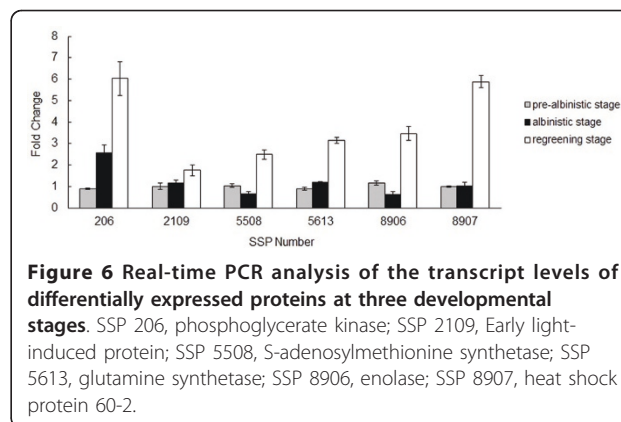 8
7
6
5
4
3
2
1
0
Fold Change
pre-albinistic stage
albinistic stage
regreening stage
206 2109 5508 5613 8906 8907
SSP Number
Figure 6 Real-time PCR analysis of the transcript levels of
differentially expressed proteins at three developmental
stages. SSP 206, phosphoglycerate kinase; SSP 2109, Early light-
induced protein; SSP 5508, S-adenosylmethionine synthetase; SSP
5613, glutamine synthetase; SSP 8906, enolase; SSP 8907, heat shock
protein 60-2.